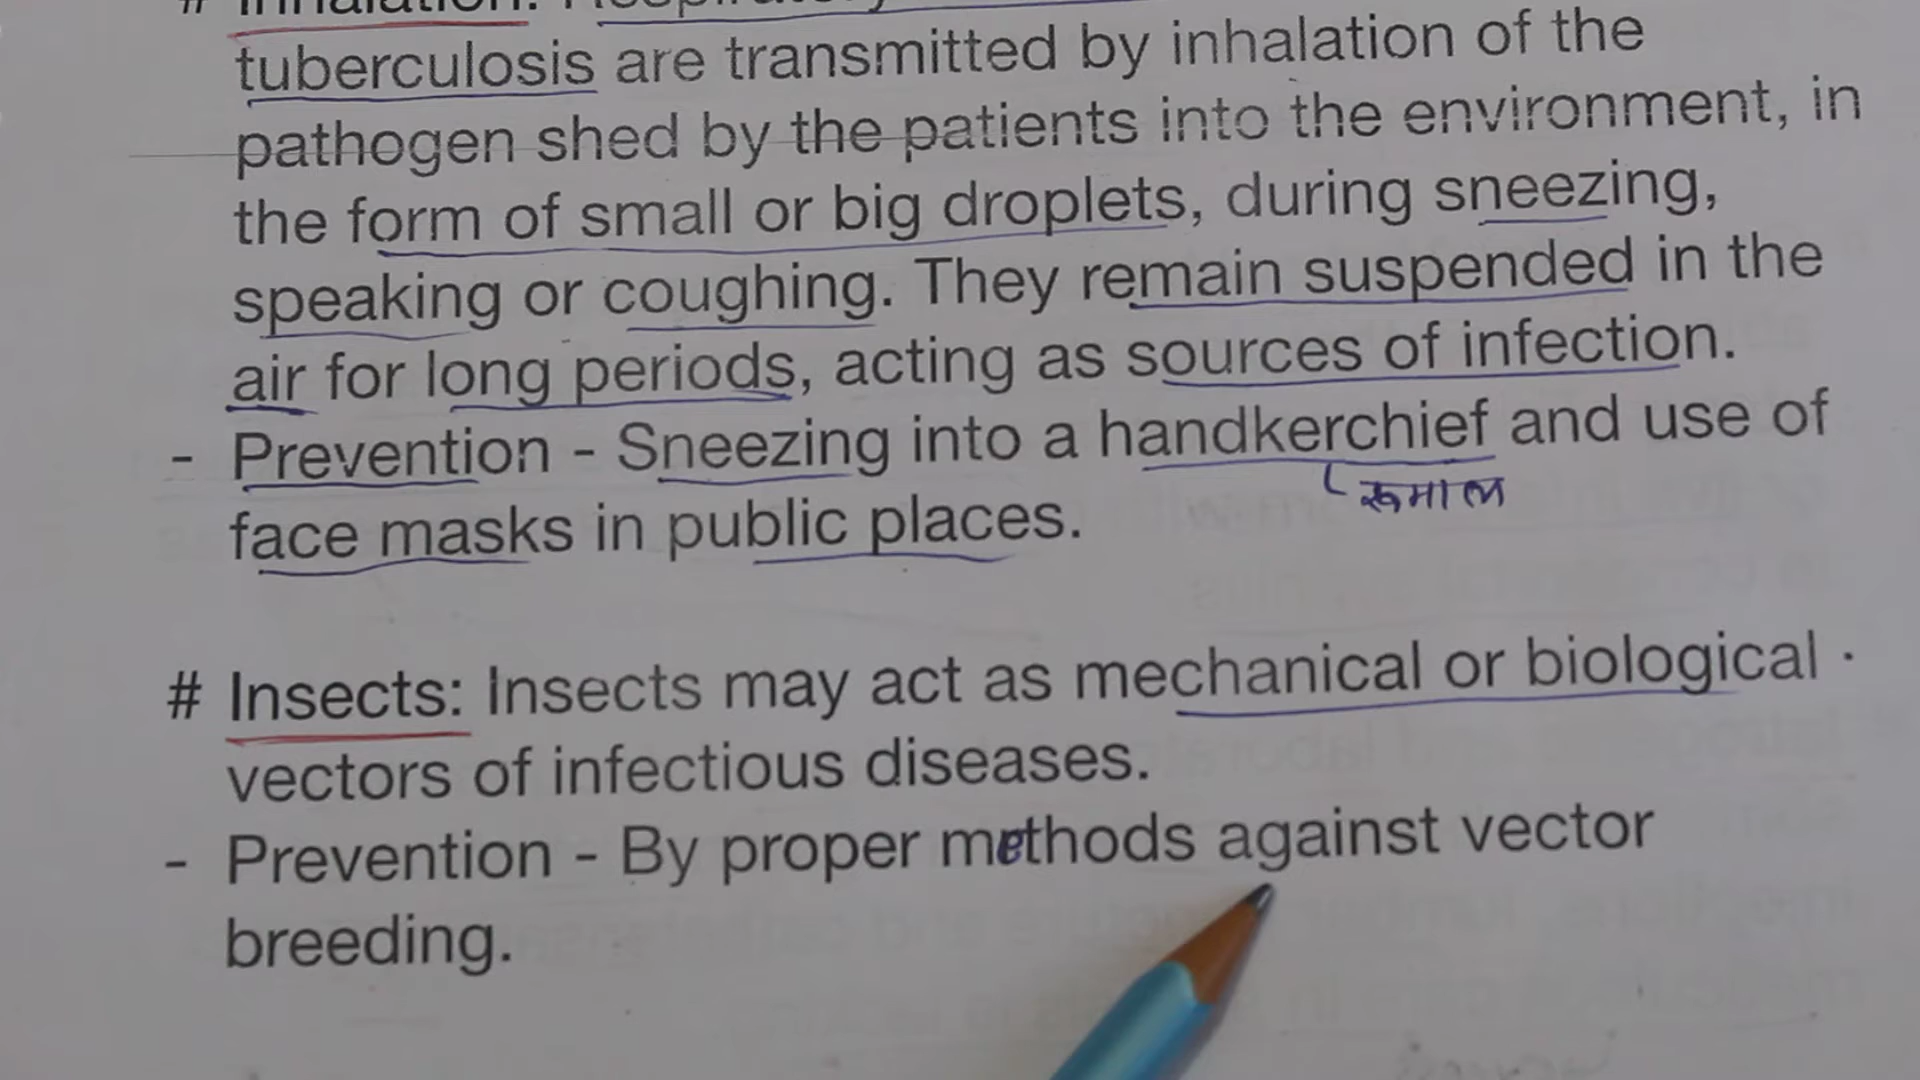 # Inhalation: Respiratory
tuberculosis are transmitted by inhalation of the
pathogen shed by the patients into the environment, in
the form of small or big droplets, during sneezing,
speaking or coughing. They remain suspended in the
air for long periods, acting as sources of infection.
- Prevention - Sneezing into a handkerchief and use of
रूमाल
face masks in public places.
# Insects: Insects may act as mechanical or biological
vectors of infectious diseases.
- Prevention - By proper methods against vector
breeding.